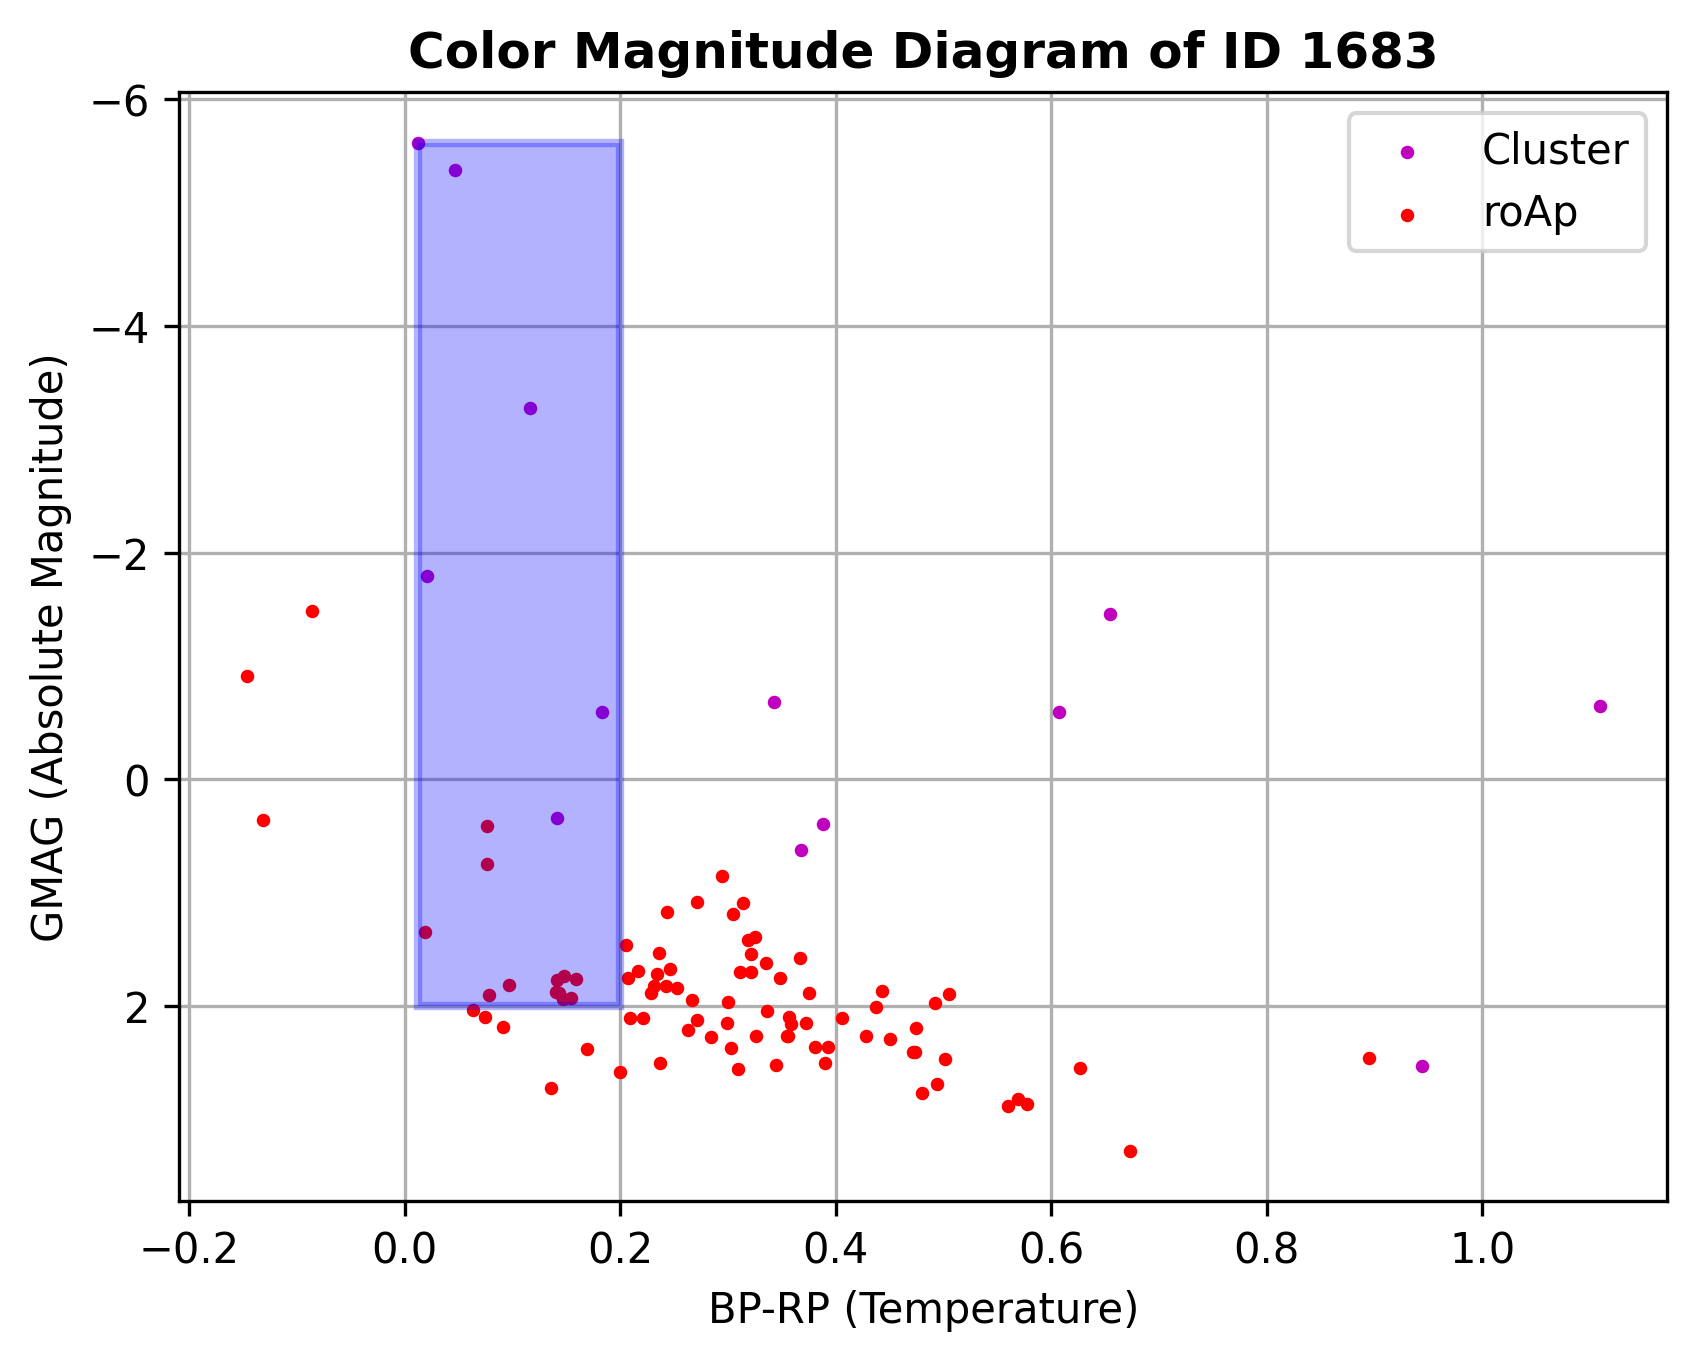 Color Magnitude Diagram of ID 1683
Cluster
roAp
GMAG (Absolute Magnitude)
−6
−4
−2
0
2
−0.2
0.0
0.2
0.4
0.6
0.8
1.0
BP-RP (Temperature)